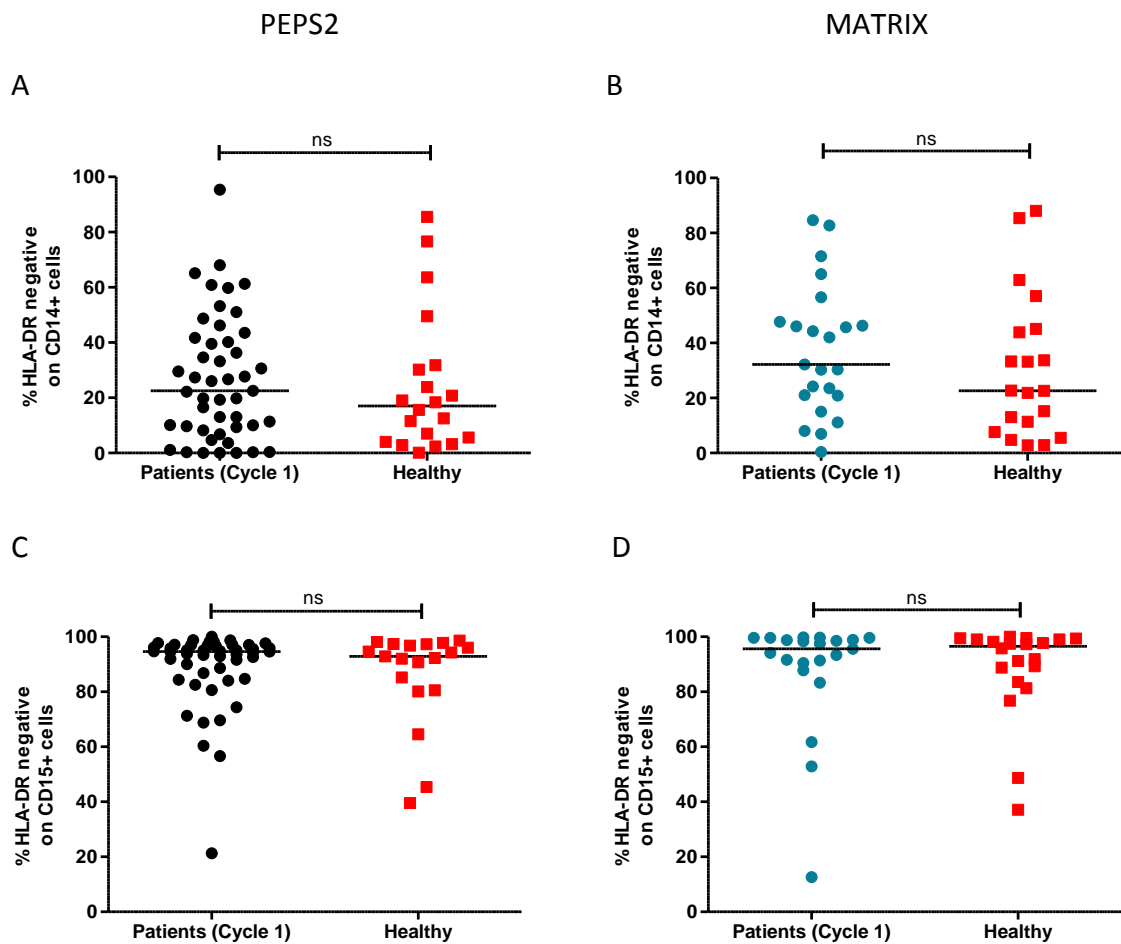 PEPS2
MATRIX
A
ns
%HLA-DR negative
on CD14+ cells
100
80
60
40
20
0
Patients (Cycle 1)
Healthy
B
ns
%HLA-DR negative
on CD14+ cells
100
80
60
40
20
0
Patients (Cycle 1)
Healthy
C
ns
%HLA-DR negative
on CD15+ cells
100
80
60
40
20
0
Patients (Cycle 1)
Healthy
D
ns
%HLA-DR negative
on CD15+ cells
100
80
60
40
20
0
Patients (Cycle 1)
Healthy